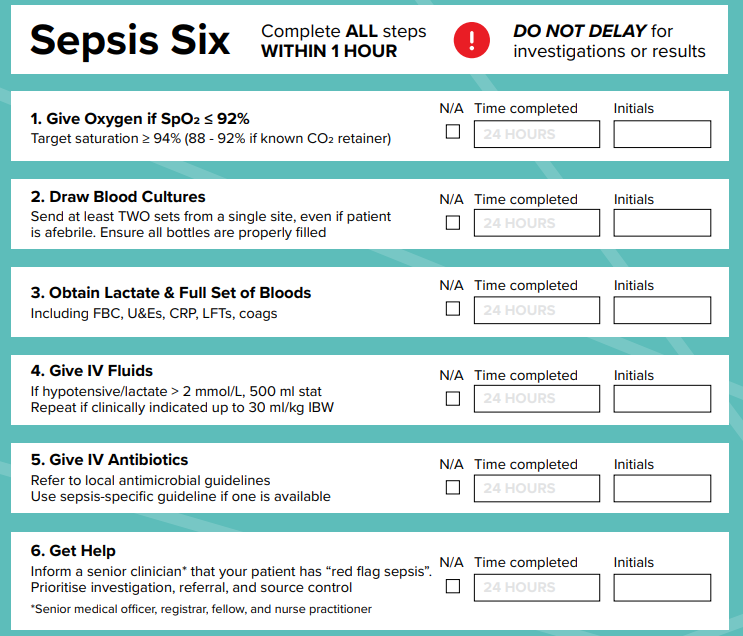 Sepsis Six
Complete ALL steps
WITHIN 1 HOUR
!
DO NOT DELAY for
investigations or results
1. Give Oxygen if SpO₂ ≤ 92%
Target saturation ≥ 94% (88 - 92% if known CO₂ retainer)
N/A Time completed Initials
24 HOURS
2. Draw Blood Cultures
Send at least TWO sets from a single site, even if patient
is afebrile. Ensure all bottles are properly filled
N/A Time completed Initials
24 HOURS
3. Obtain Lactate & Full Set of Bloods
Including FBC, U&Es, CRP, LFTs, coags
N/A Time completed Initials
24 HOURS
4. Give IV Fluids
If hypotensive/lactate > 2 mmol/L, 500 ml stat
Repeat if clinically indicated up to 30 ml/kg IBW
N/A Time completed Initials
24 HOURS
5. Give IV Antibiotics
Refer to local antimicrobial guidelines
Use sepsis-specific guideline if one is available
N/A Time completed Initials
24 HOURS
6. Get Help
Inform a senior clinician* that your patient has “red flag sepsis”.
Prioritise investigation, referral, and source control
*Senior medical officer, registrar, fellow, and nurse practitioner
N/A Time completed Initials
24 HOURS